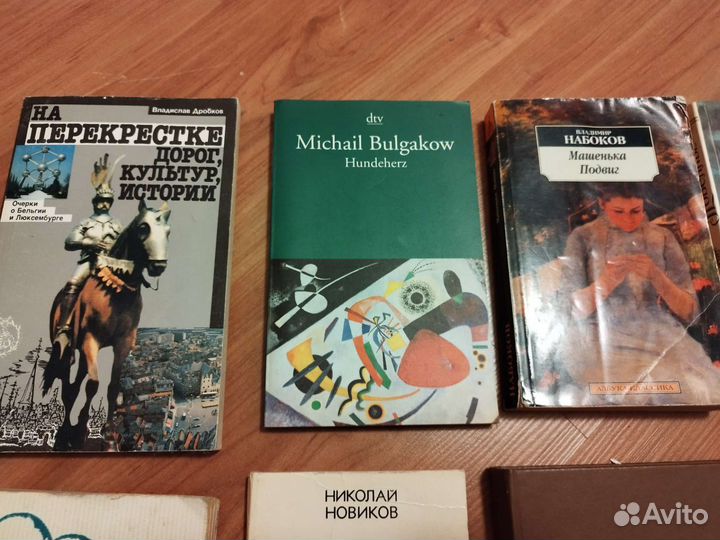 Владислав Дробков
НА
ПЕРЕКРЕСТКЕ
ДОРОГ,
КУЛЬТУР,
ИСТОРИИ
Очерки
о Бельгии
и Люксембурге
dtv
Michail Bulgakow
Hundeherz
ВЛАДИМИР
НАБОКОВ
Машенька
Подвиг
НАБОКОВ
АЗБУКА-КЛАССИКА
НИКОЛАЙ
НОВИКОВ
Avito